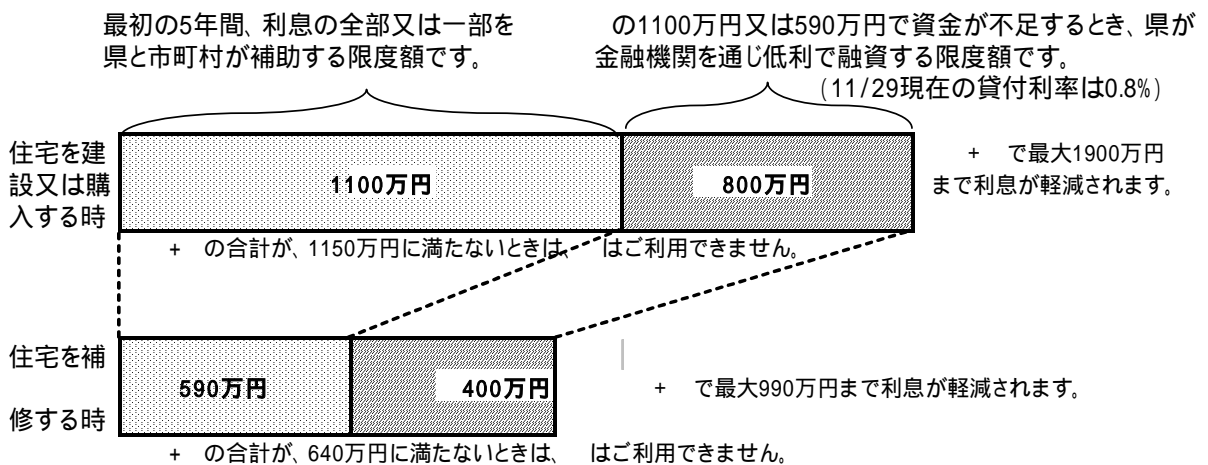 最初の5年間、利息の全部又は一部を
県と市町村が補助する限度額です。
の1100万円又は590万円で資金が不足するとき、県が
金融機関を通じ低利で融資する限度額です。
(11/29現在の貸付利率は0.8%)
住宅を建
設又は購
入する時
1100万円
800万円
+ で最大1900万円
まで利息が軽減されます。
+ の合計が、1150万円に満たないときは、 はご利用できません。
住宅を補
修する時
590万円
400万円
+ で最大990万円まで利息が軽減されます。
+ の合計が、640万円に満たないときは、 はご利用できません。